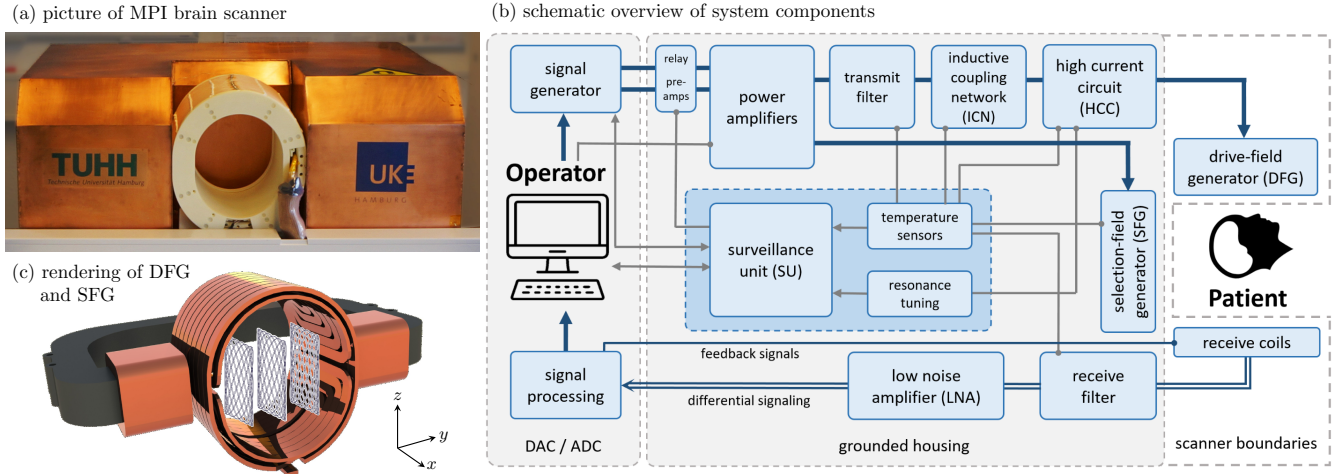 (a) picture of MPI brain scanner
TUHH
Technische Universität Hamburg
UKE
HAMBURG
(c) rendering of DFG
and SFG
z
y
x
(b) schematic overview of system components
signal
generator
relay
pre-
amps
power
amplifiers
transmit
filter
inductive
coupling
network
(ICN)
high current
circuit
(HCC)
drive-field
generator (DFG)
Operator
surveillance
unit (SU)
temperature
sensors
resonance
tuning
selection-field
generator (SFG)
Patient
signal
processing
feedback signals
differential signaling
low noise
amplifier (LNA)
receive
filter
receive coils
DAC / ADC
grounded housing
scanner boundaries